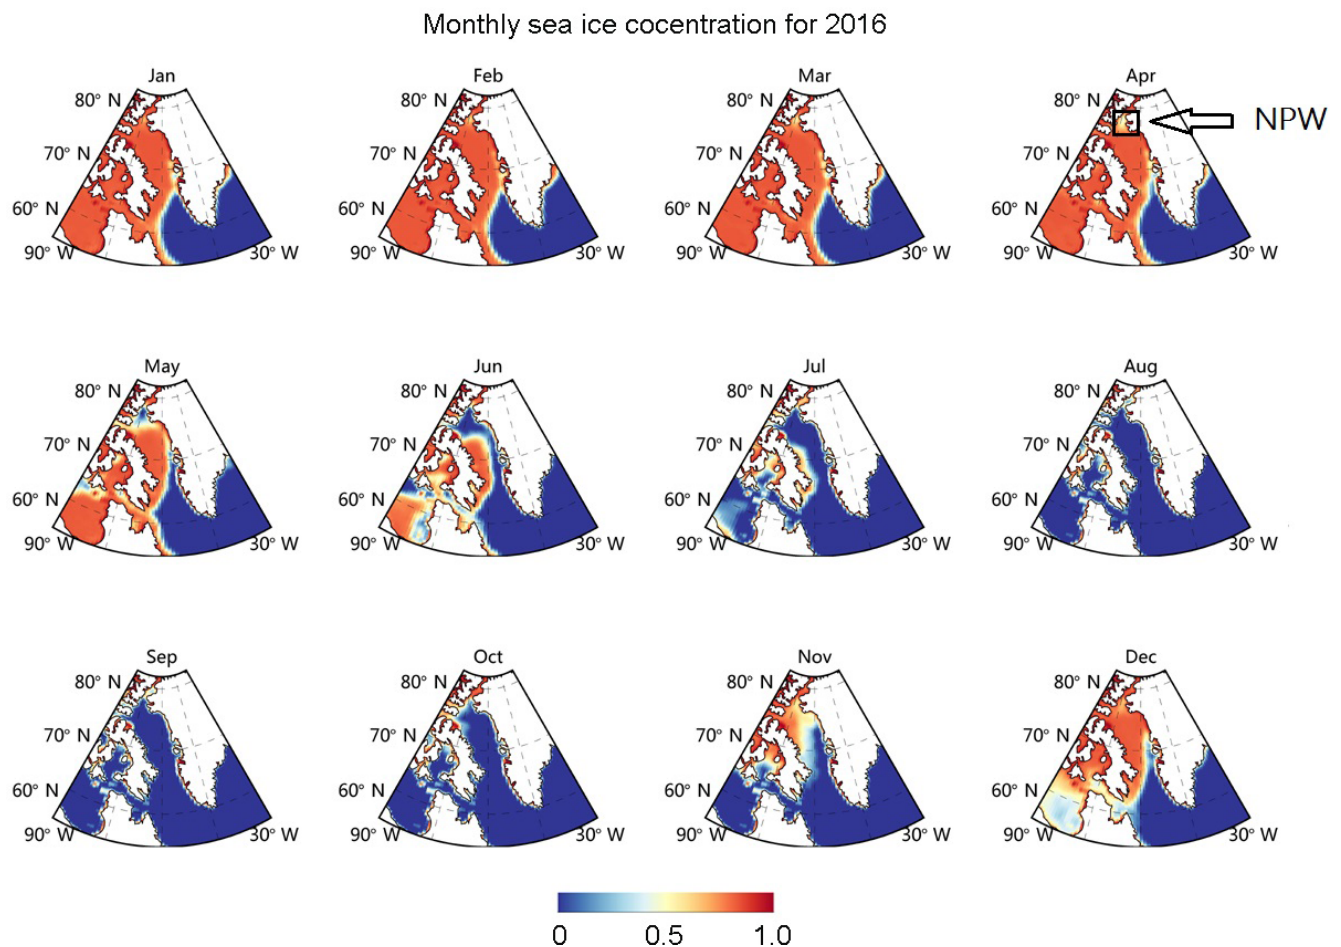 Monthly sea ice cocentration for 2016
Jan
80° N
70° N
60° N
90° W
30° W
Feb
80° N
70° N
60° N
90° W
30° W
Mar
80° N
70° N
60° N
90° W
30° W
Apr
80° N
70° N
60° N
90° W
30° W
NPW
May
80° N
70° N
60° N
90° W
30° W
Jun
80° N
70° N
60° N
90° W
30° W
Jul
80° N
70° N
60° N
90° W
30° W
Aug
80° N
70° N
60° N
90° W
30° W
Sep
80° N
70° N
60° N
90° W
30° W
Oct
80° N
70° N
60° N
90° W
30° W
Nov
80° N
70° N
60° N
90° W
30° W
Dec
80° N
70° N
60° N
90° W
30° W
0 0.5 1.0